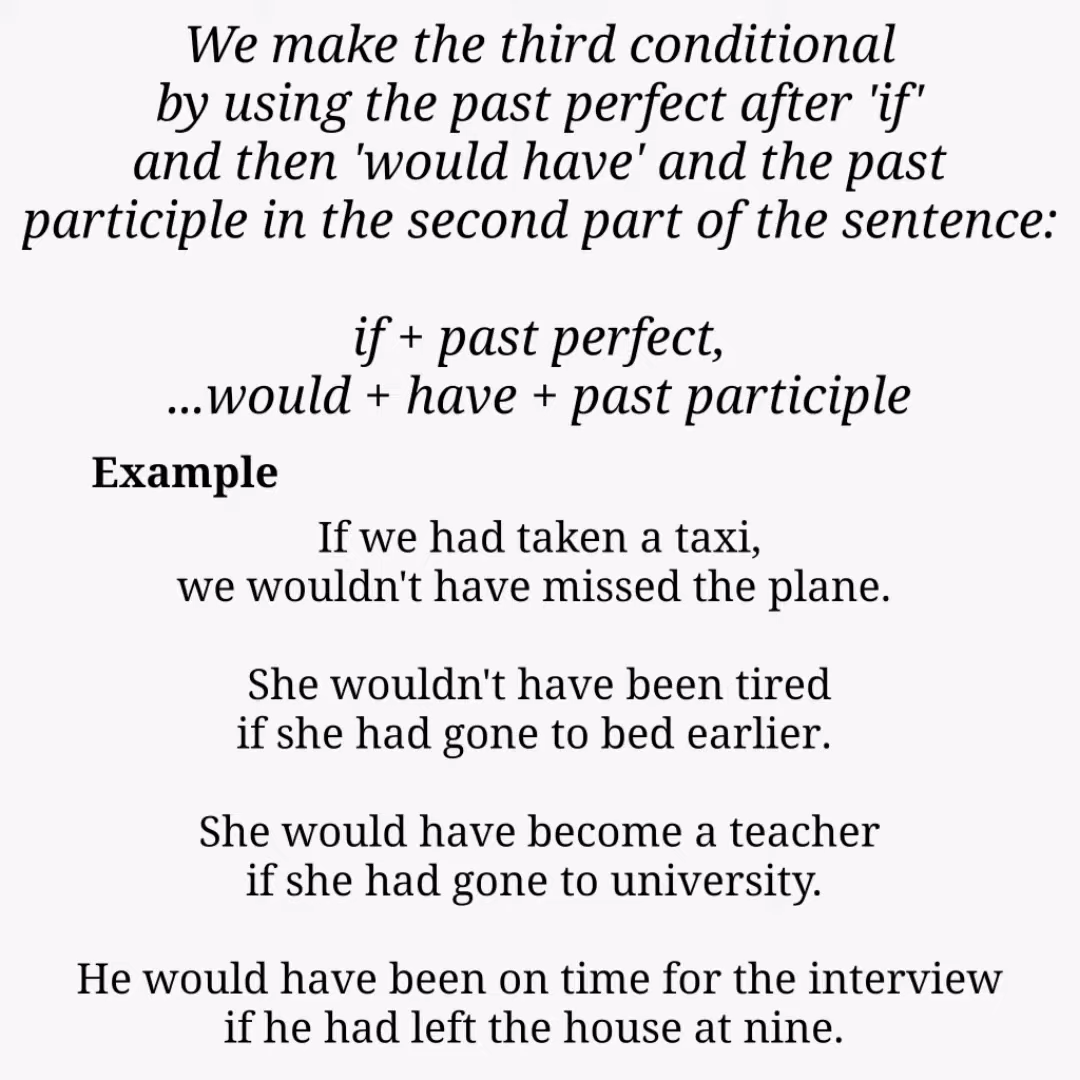 We make the third conditional
by using the past perfect after 'if'
and then 'would have' and the past
participle in the second part of the sentence:
if + past perfect,
...would + have + past participle
Example
If we had taken a taxi,
we wouldn't have missed the plane.
She wouldn't have been tired
if she had gone to bed earlier.
She would have become a teacher
if she had gone to university.
He would have been on time for the interview
if he had left the house at nine.